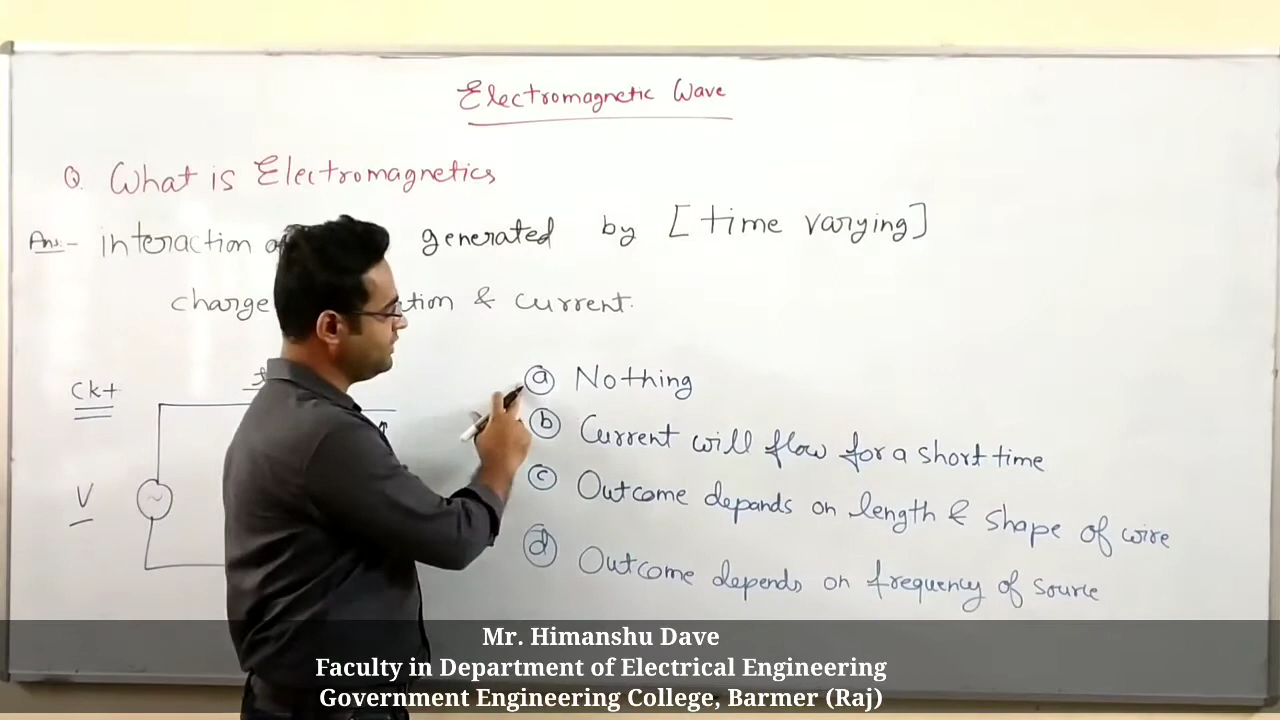 Electromagnetic Wave
Q. What is Electromagnetics
Ans:- interaction generated by [time varying]
charge & current.
Ckt
V
~
a Nothing
b Current will flow for a short time
c Outcome depands on length & shape of wire
d Outcome depends on frequency of source
Mr. Himanshu Dave
Faculty in Department of Electrical Engineering
Government Engineering College, Barmer (Raj)